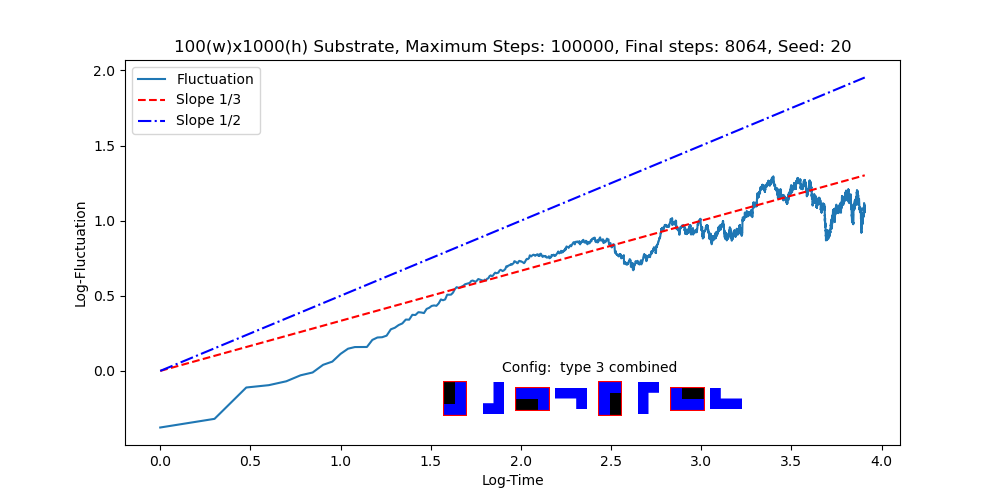 100(w)x1000(h) Substrate, Maximum Steps: 100000, Final steps: 8064, Seed: 20
Fluctuation
Slope 1/3
Slope 1/2
2.0
1.5
1.0
0.5
0.0
Log-Fluctuation
Config:  type 3 combined
0.0 0.5 1.0 1.5 2.0 2.5 3.0 3.5 4.0
Log-Time